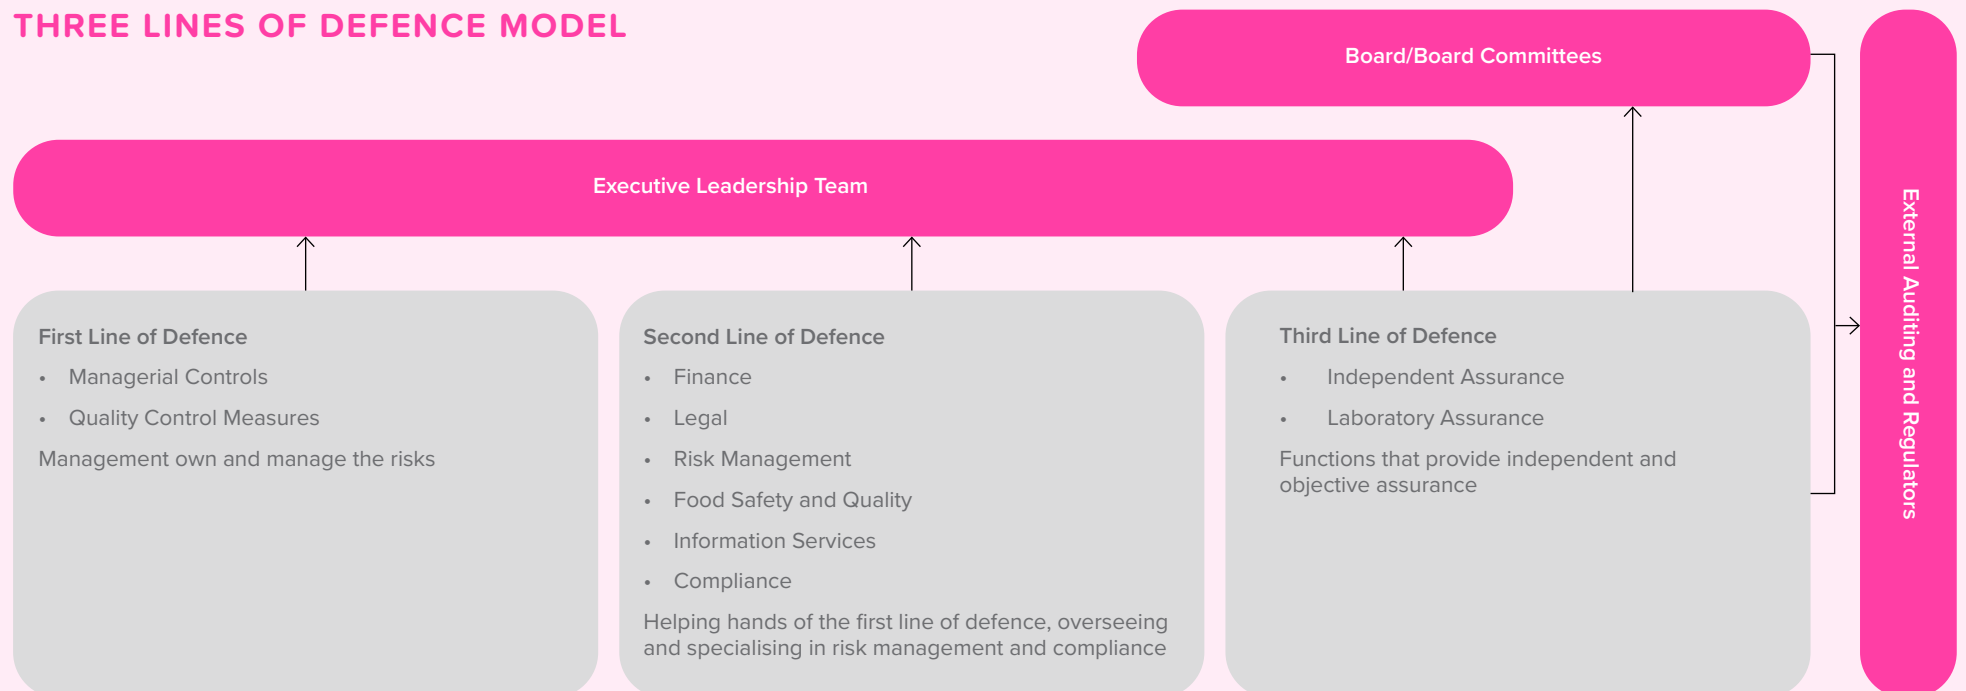 THREE LINES OF DEFENCE MODEL
Board/Board Committees
Executive Leadership Team
First Line of Defence
• Managerial Controls
• Quality Control Measures
Management own and manage the risks
Second Line of Defence
• Finance
• Legal
• Risk Management
• Food Safety and Quality
• Information Services
• Compliance
Helping hands of the first line of defence, overseeing
and specialising in risk management and compliance
Third Line of Defence
• Independent Assurance
• Laboratory Assurance
Functions that provide independent and
objective assurance
External Auditing and Regulators